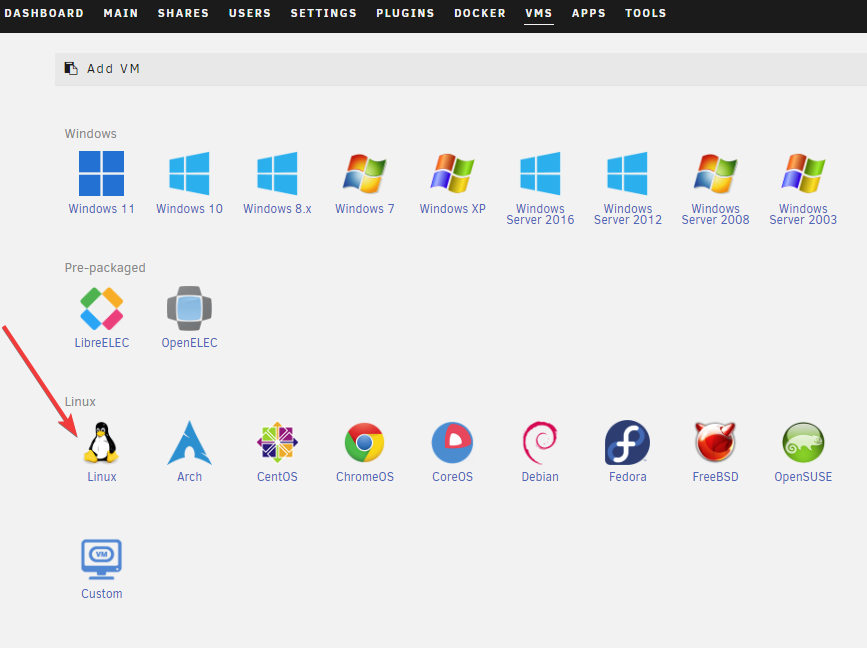 DASHBOARD MAIN SHARES USERS SETTINGS PLUGINS DOCKER VMS APPS TOOLS
Add VM
Windows
Windows 11 Windows 10 Windows 8.x Windows 7 Windows XP Windows Server 2016 Windows Server 2012 Windows Server 2008 Windows Server 2003
Pre-packaged
LibreELEC OpenELEC
Linux
Linux Arch CentOS ChromeOS CoreOS Debian Fedora FreeBSD OpenSUSE
VM
Custom